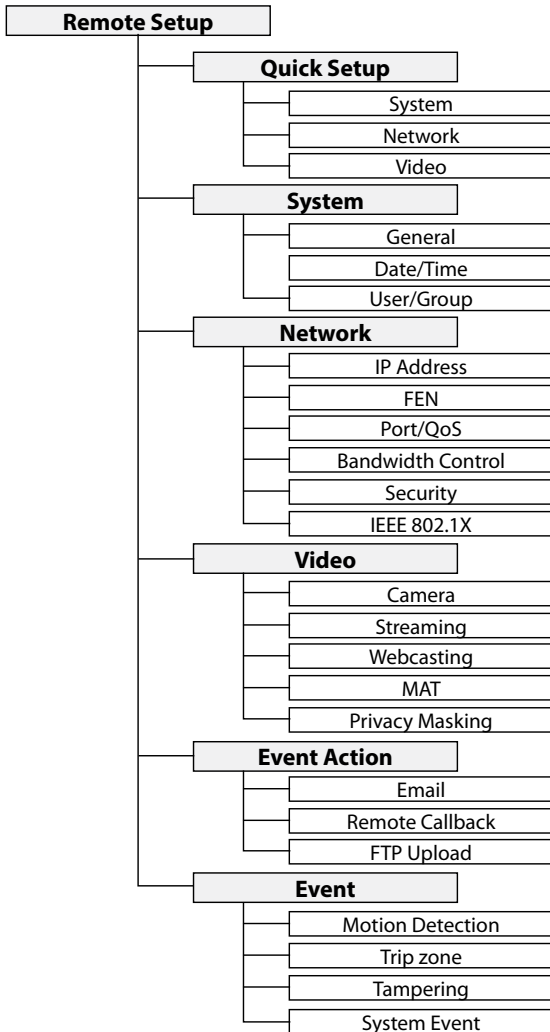 Remote Setup
Quick Setup
System
Network
Video
System
General
Date/Time
User/Group
Network
IP Address
FEN
Port/QoS
Bandwidth Control
Security
IEEE 802.1X
Video
Camera
Streaming
Webcasting
MAT
Privacy Masking
Event Action
Email
Remote Callback
FTP Upload
Event
Motion Detection
Trip zone
Tampering
System Event